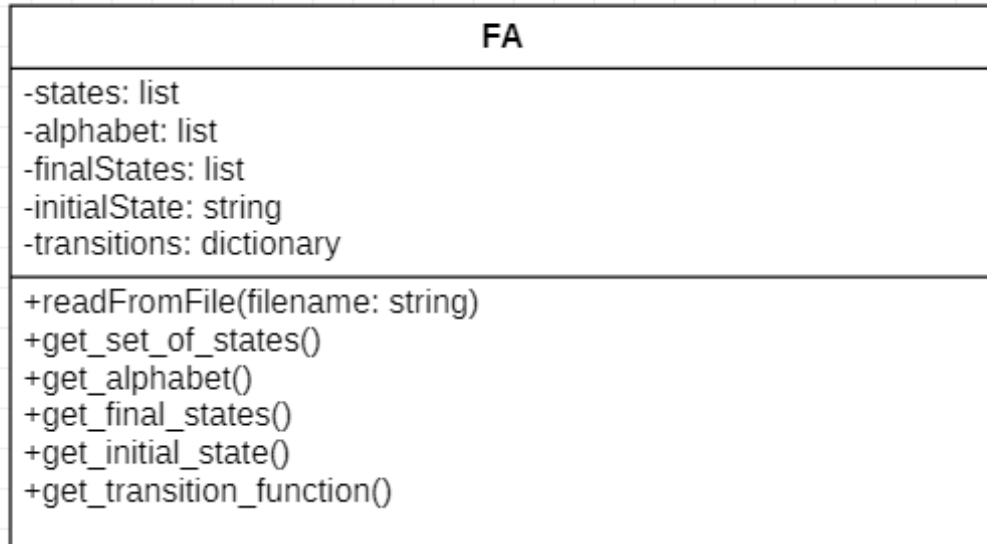 FA
-states: list
-alphabet: list
-finalStates: list
-initialState: string
-transitions: dictionary
+readFromFile(filename: string)
+get_set_of_states()
+get_alphabet()
+get_final_states()
+get_initial_state()
+get_transition_function()